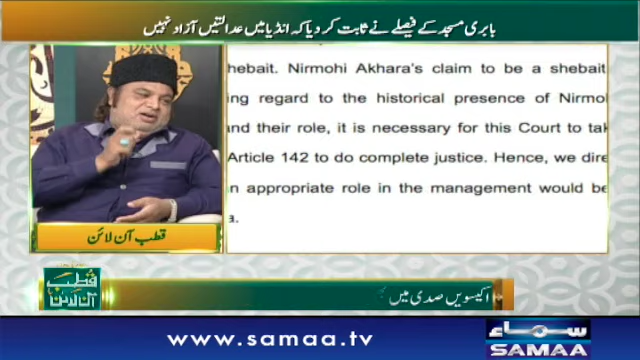 بابری مسجد کے فیصلے نے ثابت کر دیا کہ انڈیا میں عدالتیں آزاد نہیں
shebait. Nirmohi Akhara's claim to be a shebait
ing regard to the historical presence of Nirmoh
and their role, it is necessary for this Court to tak
Article 142 to do complete justice. Hence, we dire
n appropriate role in the management would be
a.
قطب آن لائن
قطب
آن لائن
اکیسویں صدی میں
www.samaa.tv
سماء
SAMAA